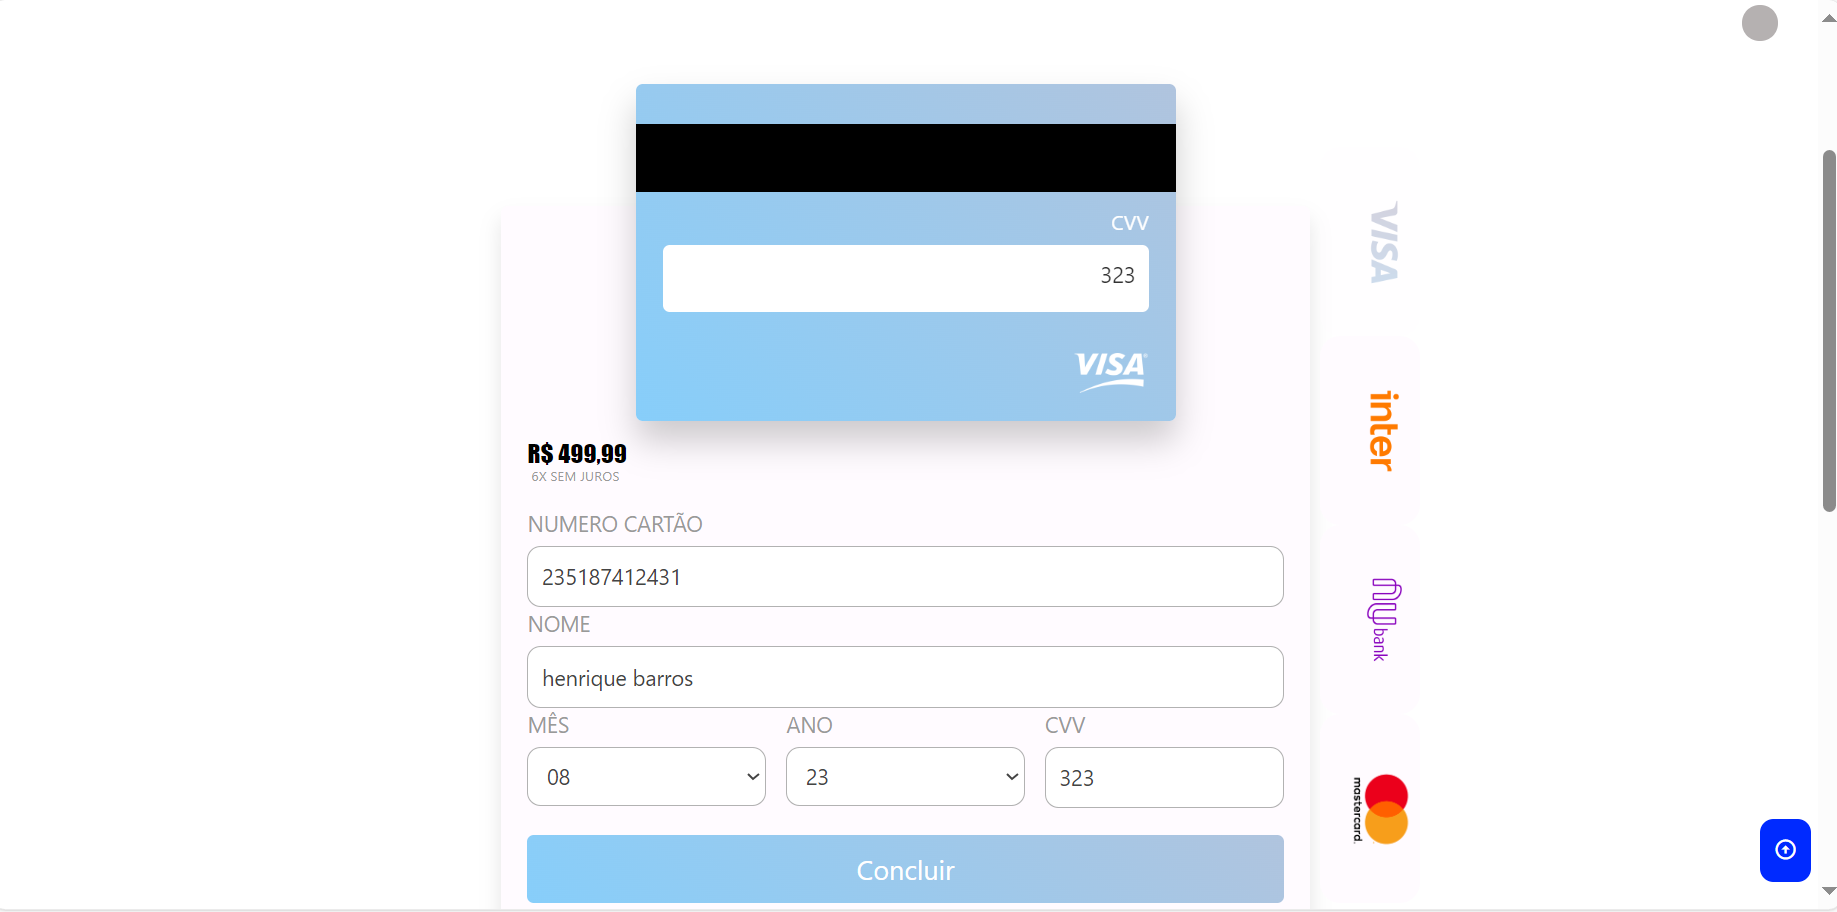 CVV
323
VISA
R$ 499,99
6X SEM JUROS
NUMERO CARTÃO
235187412431
NOME
henrique barros
MÊS ANO CVV
08 23 323
Concluir
VISA
inter
nu
bank
mastercard.